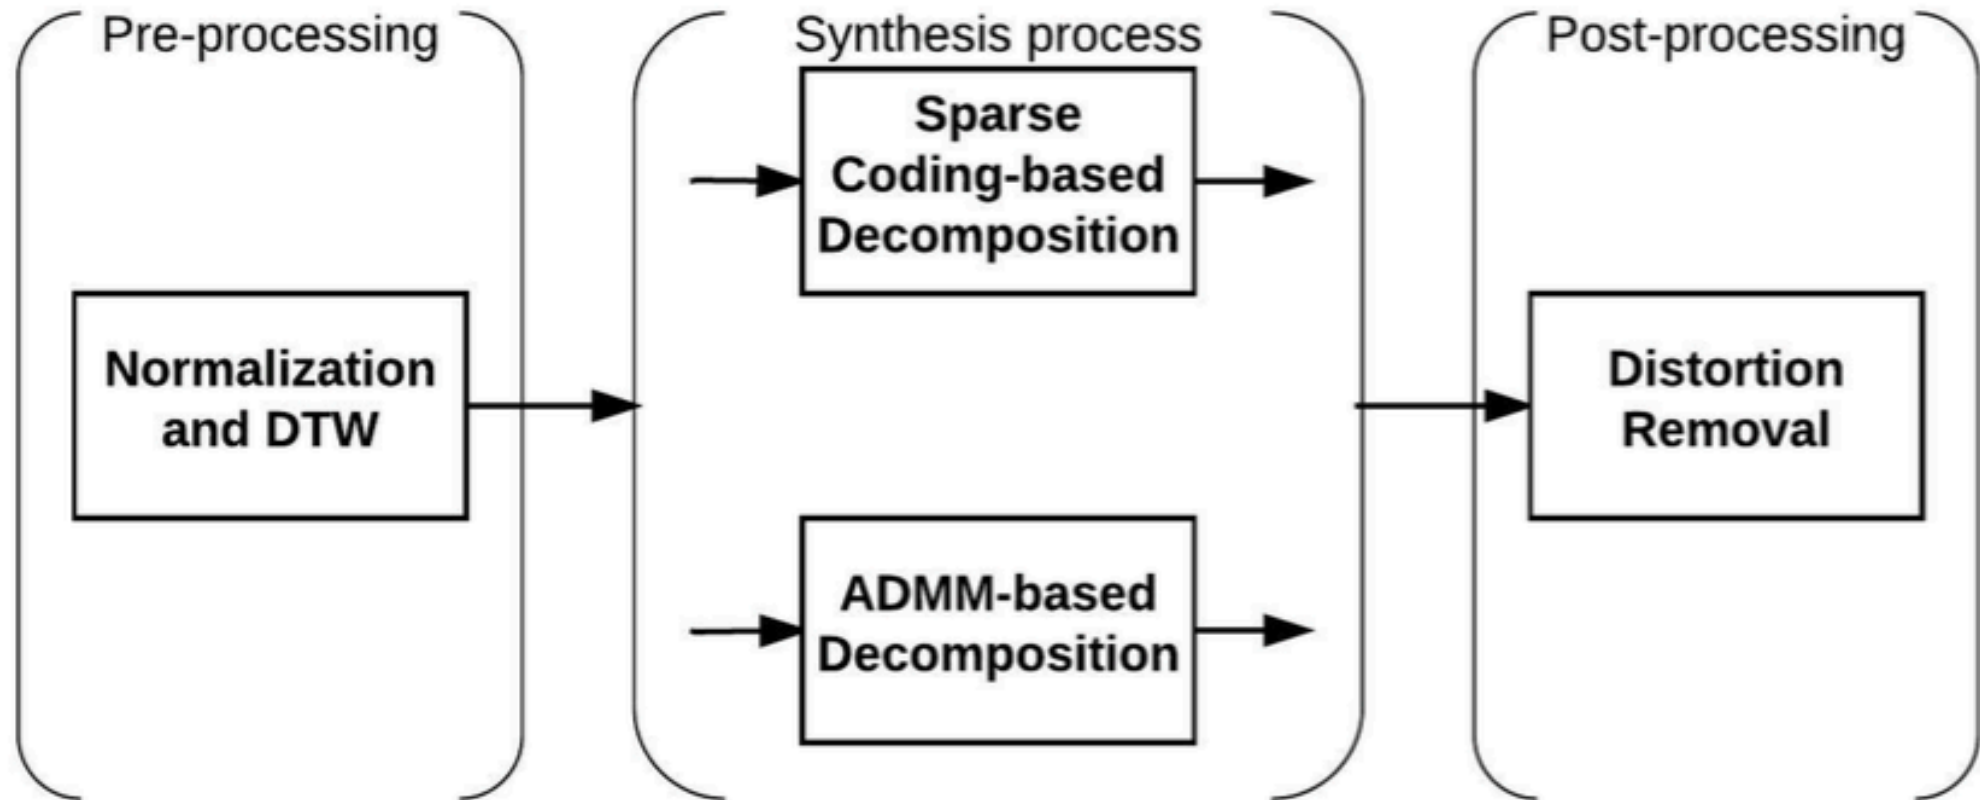 Pre-processing
Normalization
and DTW
Synthesis process
Sparse
Coding-based
Decomposition
ADMM-based
Decomposition
Post-processing
Distortion
Removal